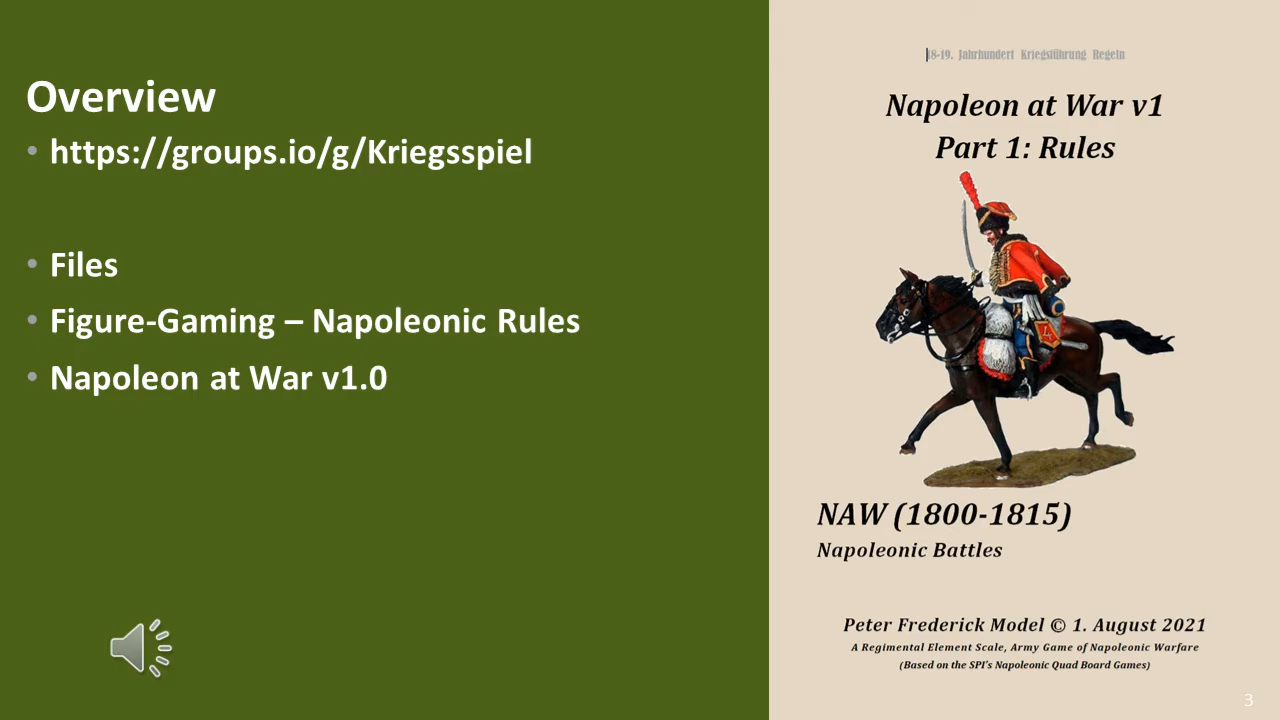 Overview
• https://groups.io/g/Kriegsspiel
• Files
• Figure-Gaming – Napoleonic Rules
• Napoleon at War v1.0
18-19. Jahrhundert Kriegsführung Regeln
Napoleon at War v1
Part 1: Rules
NAW (1800-1815)
Napoleonic Battles
Peter Frederick Model © 1. August 2021
A Regimental Element Scale, Army Game of Napoleonic Warfare
(Based on the SPI's Napoleonic Quad Board Games)
3